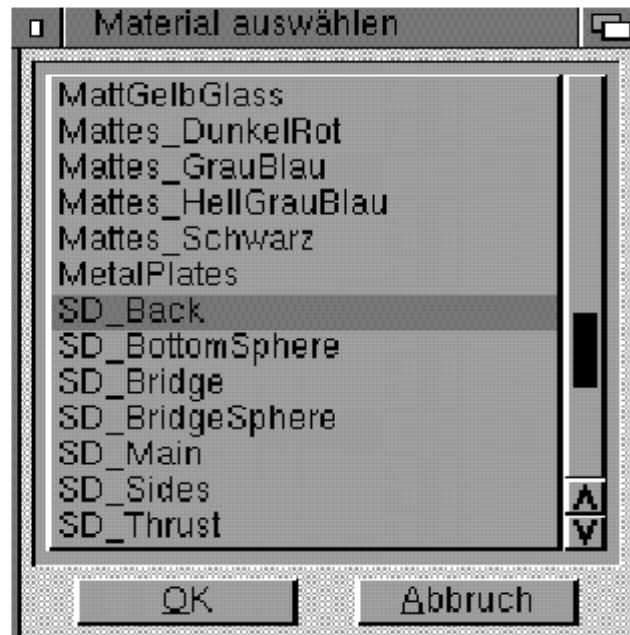 Material auswählen
MattGelbGlass
Mattes_DunkelRot
Mattes_GrauBlau
Mattes_HellGrauBlau
Mattes_Schwarz
MetalPlates
SD_Back
SD_BottomSphere
SD_Bridge
SD_BridgeSphere
SD_Main
SD_Sides
SD_Thrust
OK Abbruch